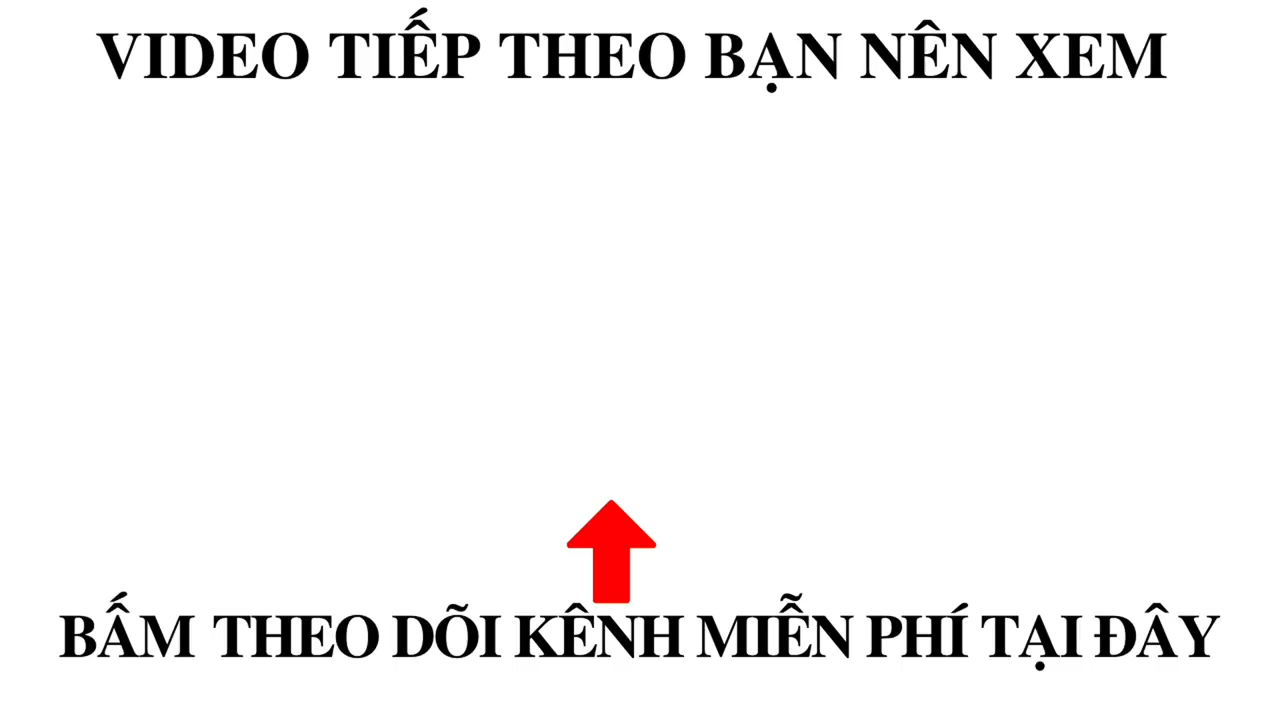 VIDEO TIẾP THEO BẠN NÊN XEM
BẤM THEO DÕI KÊNH MIỄN PHÍ TẠI ĐÂY